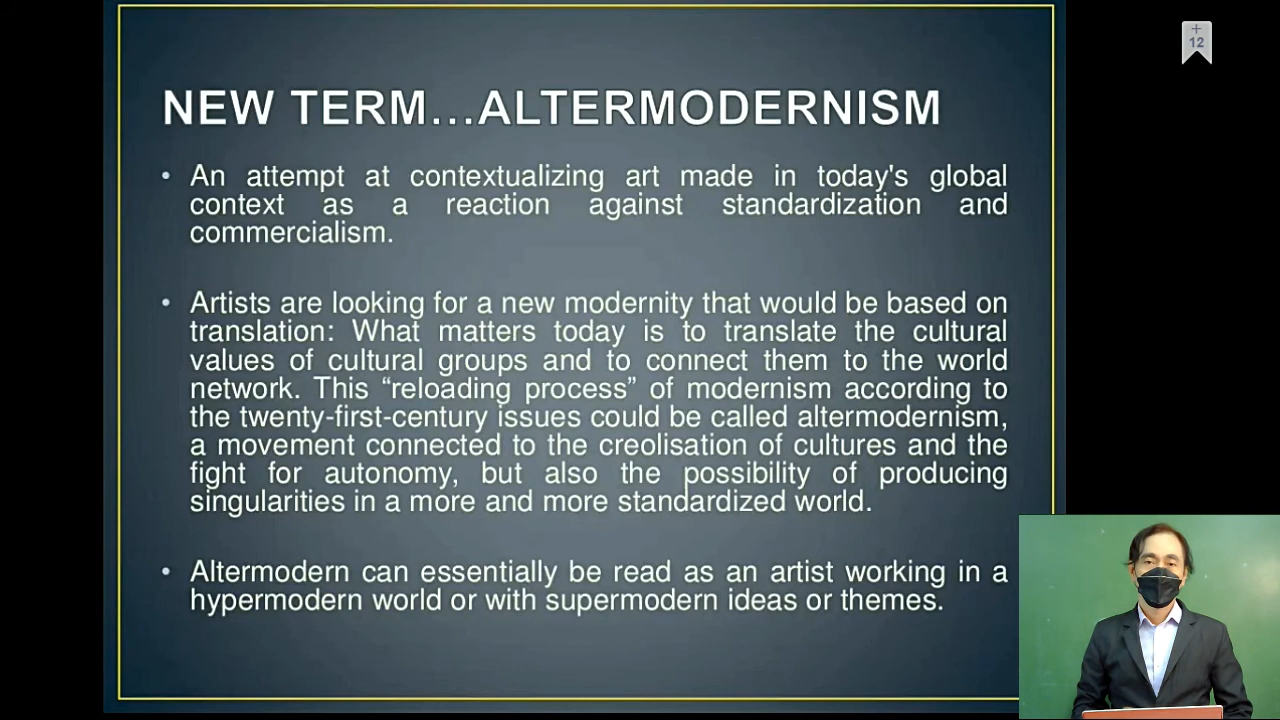 +
12
NEW TERM...ALTERMODERNISM
• An attempt at contextualizing art made in today's global
context as a reaction against standardization and
commercialism.
• Artists are looking for a new modernity that would be based on
translation: What matters today is to translate the cultural
values of cultural groups and to connect them to the world
network. This “reloading process” of modernism according to
the twenty-first-century issues could be called altermodernism,
a movement connected to the creolisation of cultures and the
fight for autonomy, but also the possibility of producing
singularities in a more and more standardized world.
• Altermodern can essentially be read as an artist working in a
hypermodern world or with supermodern ideas or themes.